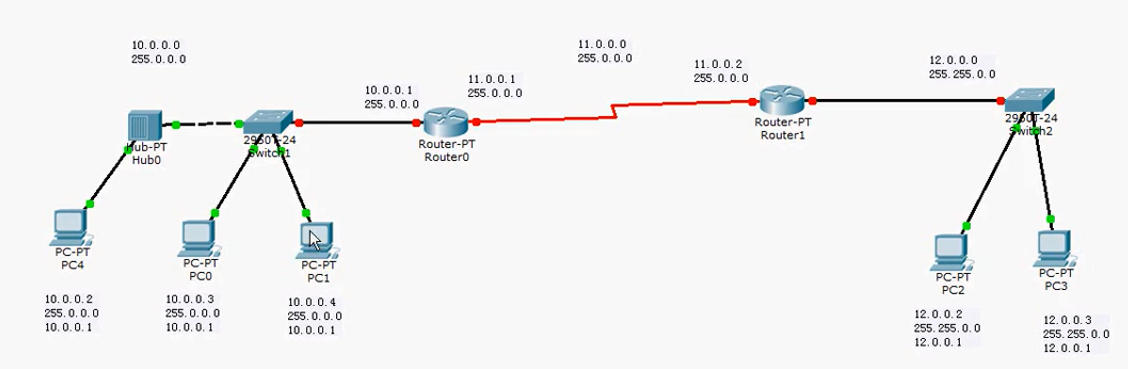 10.0.0.0
255.0.0.0
11.0.0.0
255.0.0.0
11.0.0.2
255.0.0.0
12.0.0.0
255.255.0.0
10.0.0.1
255.0.0.0
11.0.0.1
255.0.0.0
Hub-PT
Hub0
2950T-24
Switch1
Router-PT
Router0
Router-PT
Router1
2950T-24
Switch2
PC-PT
PC4
PC-PT
PC0
PC-PT
PC1
PC-PT
PC2
PC-PT
PC3
10.0.0.2
255.0.0.0
10.0.0.1
10.0.0.3
255.0.0.0
10.0.0.1
10.0.0.4
255.0.0.0
10.0.0.1
12.0.0.2
255.255.0.0
12.0.0.1
12.0.0.3
255.255.0.0
12.0.0.1